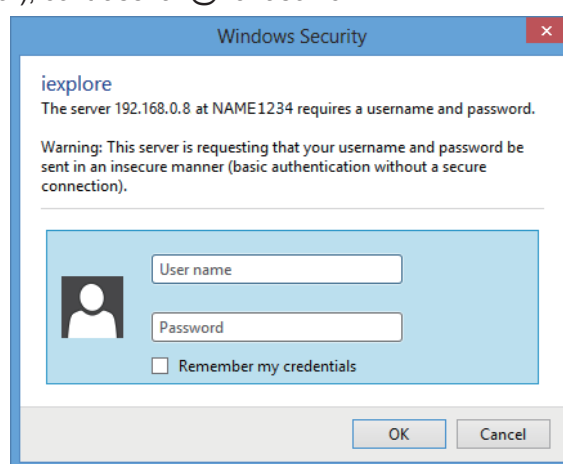 Windows Security
iexplore
The server 192.168.0.8 at NAME1234 requires a username and password.
Warning: This server is requesting that your username and password be
sent in an insecure manner (basic authentication without a secure
connection).
User name
Password
Remember my credentials
OK
Cancel